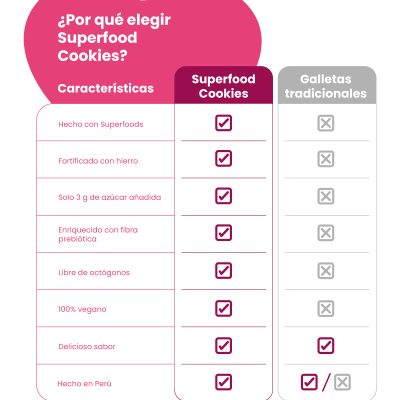 ¿Por qué elegir
Superfood
Cookies?
Características
Superfood
Cookies
Galletas
tradicionales
Hecho con Superfoods
Fortificado con hierro
Solo 3 g de azúcar añadida
Enriquecido con fibra
prebiótica
Libre de octógonos
100% vegano
Delicioso sabor
Hecho en Perú
/